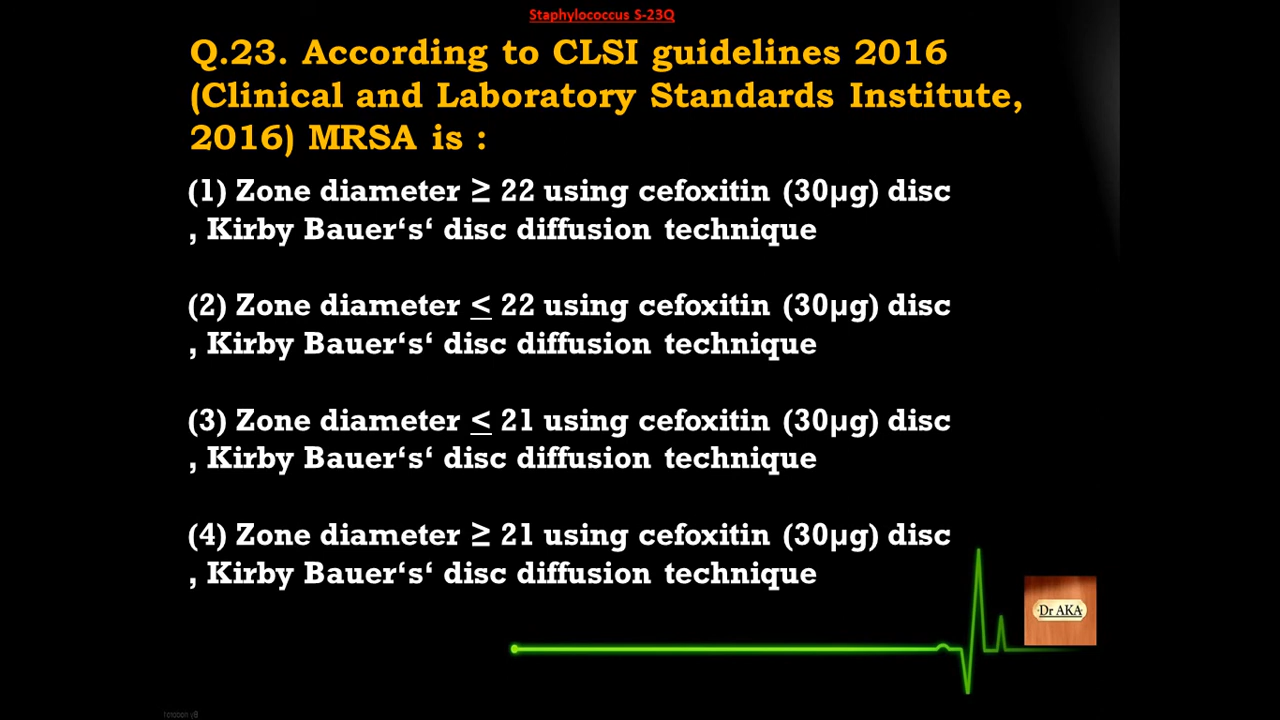 Staphylococcus S-23Q
Q.23. According to CLSI guidelines 2016
(Clinical and Laboratory Standards Institute,
2016) MRSA is :
(1) Zone diameter ≥ 22 using cefoxitin (30µg) disc
, Kirby Bauer‘s‘ disc diffusion technique
(2) Zone diameter < 22 using cefoxitin (30µg) disc
, Kirby Bauer‘s‘ disc diffusion technique
(3) Zone diameter < 21 using cefoxitin (30µg) disc
, Kirby Bauer‘s‘ disc diffusion technique
(4) Zone diameter ≥ 21 using cefoxitin (30µg) disc
, Kirby Bauer‘s‘ disc diffusion technique
Dr AKA